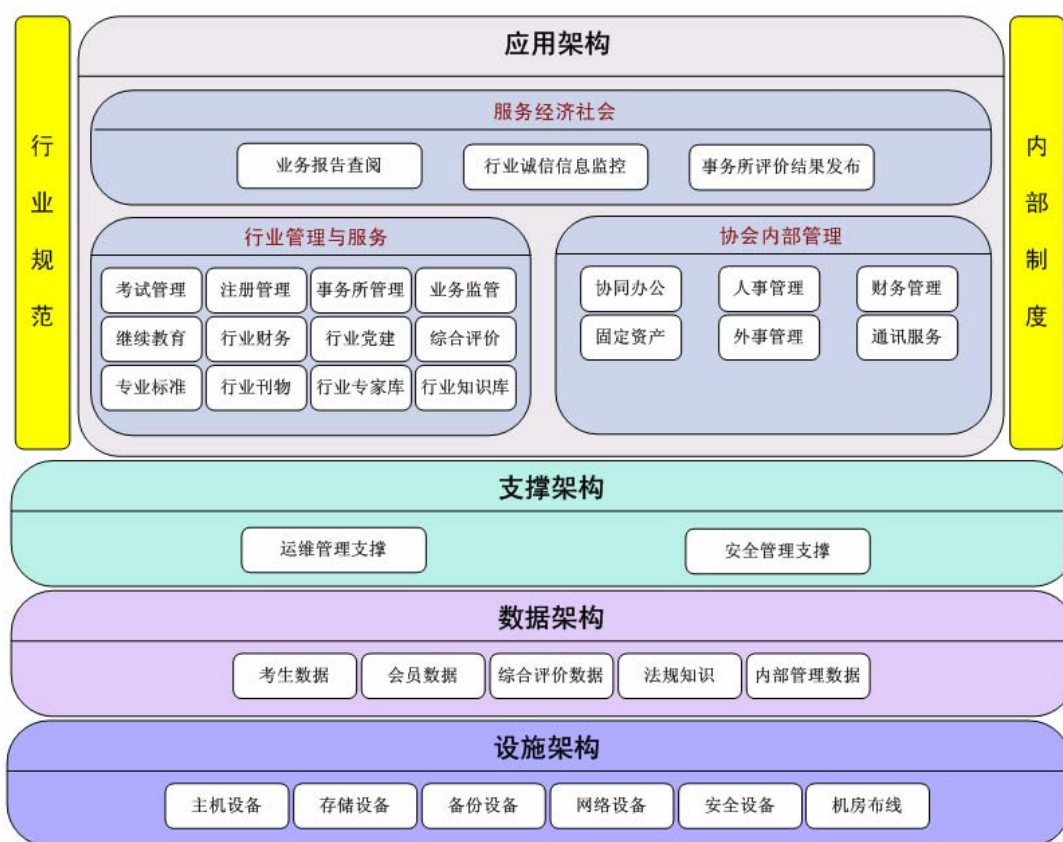 应用架构
行业规范
内部制度
服务经济社会
业务报告查阅
行业诚信信息监控
事务所评价结果发布
行业管理与服务
考试管理
注册管理
事务所管理
业务监管
继续教育
行业财务
行业党建
综合评价
专业标准
行业刊物
行业专家库
行业知识库
协会内部管理
协同办公
人事管理
财务管理
固定资产
外事管理
通讯服务
支撑架构
运维管理支撑
安全管理支撑
数据架构
考生数据
会员数据
综合评价数据
法规知识
内部管理数据
设施架构
主机设备
存储设备
备份设备
网络设备
安全设备
机房布线